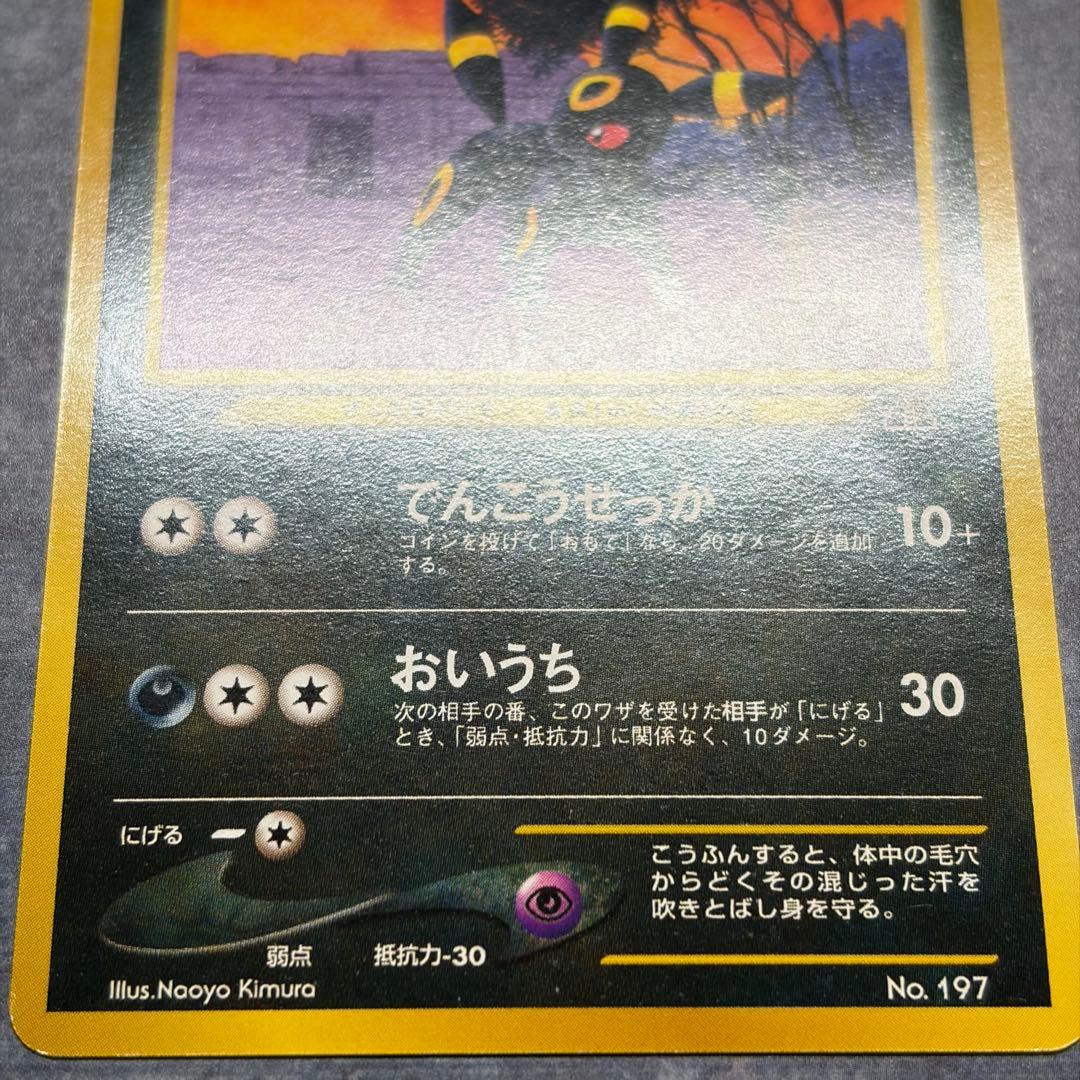 でんこうせっか 10+
コインを投げて「おもて」なら、20ダメージを追加
する。
おいうち 30
次の相手の番、このワザを受けた相手が「にげる」
とき、「弱点・抵抗力」に関係なく、10ダメージ。
にげる
こうふんすると、体中の毛穴
からどくその混じった汗を
吹きとばし身を守る。
弱点 抵抗力-30
Illus.Naoyo Kimura No. 197